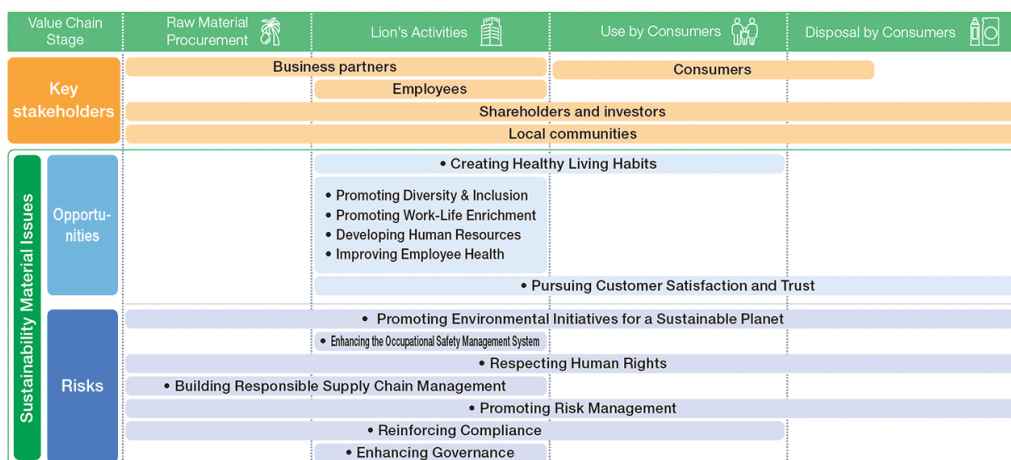 Value Chain
Stage
Raw Material
Procurement
Lion's Activities
Use by Consumers
Disposal by Consumers
Key
stakeholders
Business partners
Consumers
Employees
Shareholders and investors
Local communities
Sustainability Material Issues
Opportu-
nities
• Creating Healthy Living Habits
• Promoting Diversity & Inclusion
• Promoting Work-Life Enrichment
• Developing Human Resources
• Improving Employee Health
• Pursuing Customer Satisfaction and Trust
Risks
• Promoting Environmental Initiatives for a Sustainable Planet
• Enhancing the Occupational Safety Management System
• Respecting Human Rights
• Building Responsible Supply Chain Management
• Promoting Risk Management
• Reinforcing Compliance
• Enhancing Governance